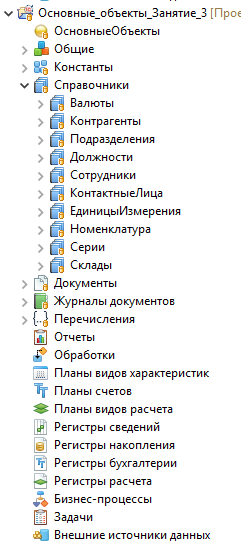 Основные_объекты_Занятие_3 [Прое
ОсновныеОбъекты
Общие
Константы
Справочники
Валюты
Контрагенты
Подразделения
Должности
Сотрудники
КонтактныеЛица
ЕдиницыИзмерения
Номенклатура
Серии
Склады
Документы
Журналы документов
Перечисления
Отчеты
Обработки
Планы видов характеристик
Планы счетов
Планы видов расчета
Регистры сведений
Регистры накопления
Регистры бухгалтерии
Регистры расчета
Бизнес-процессы
Задачи
Внешние источники данных